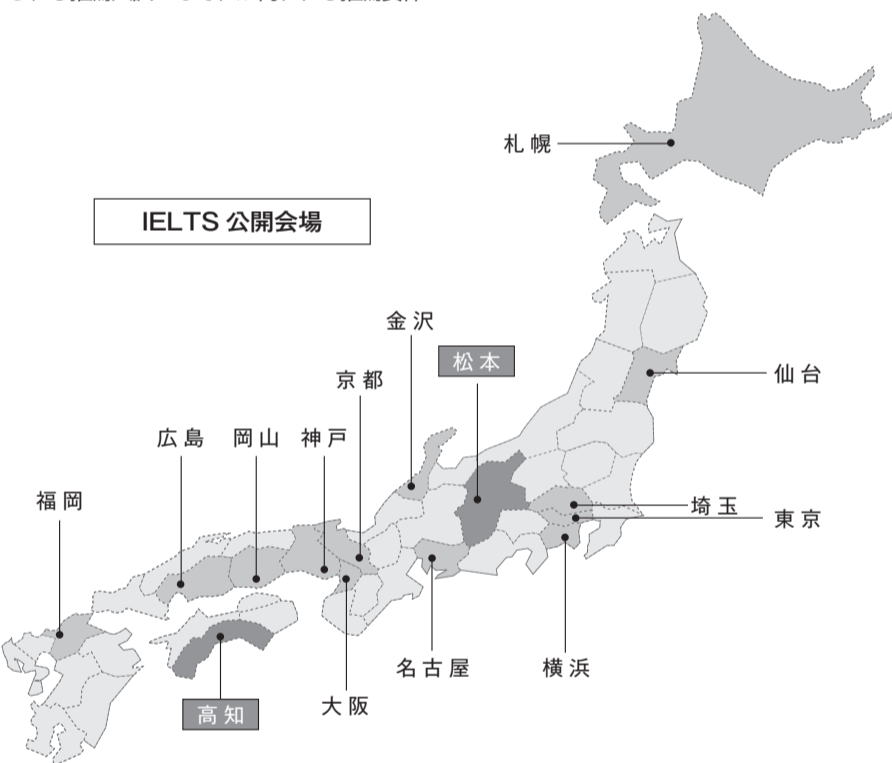 札幌
IELTS 公開会場
金沢
松本
京都
仙台
広島
岡山
神戸
福岡
埼玉
東京
名古屋
横浜
大阪
高知